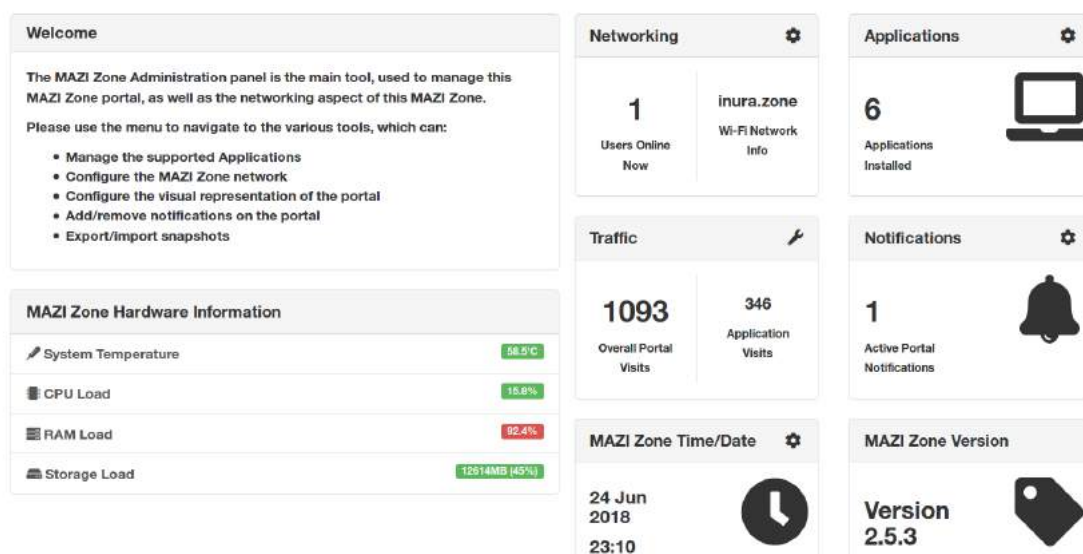 Welcome
The MAZI Zone Administration panel is the main tool, used to manage this
MAZI Zone portal, as well as the networking aspect of this MAZI Zone.
Please use the menu to navigate to the various tools, which can:
• Manage the supported Applications
• Configure the MAZI Zone network
• Configure the visual representation of the portal
• Add/remove notifications on the portal
• Export/import snapshots
MAZI Zone Hardware Information
System Temperature 58.5°C
CPU Load 15.8%
RAM Load 92.4%
Storage Load 12614MB (45%)
Networking
1
Users Online
Now
inura.zone
Wi-Fi Network
Info
Applications
6
Applications
Installed
Traffic
1093
Overall Portal
Visits
346
Application
Visits
Notifications
1
Active Portal
Notifications
MAZI Zone Time/Date
24 Jun
2018
23:10
MAZI Zone Version
Version
2.5.3